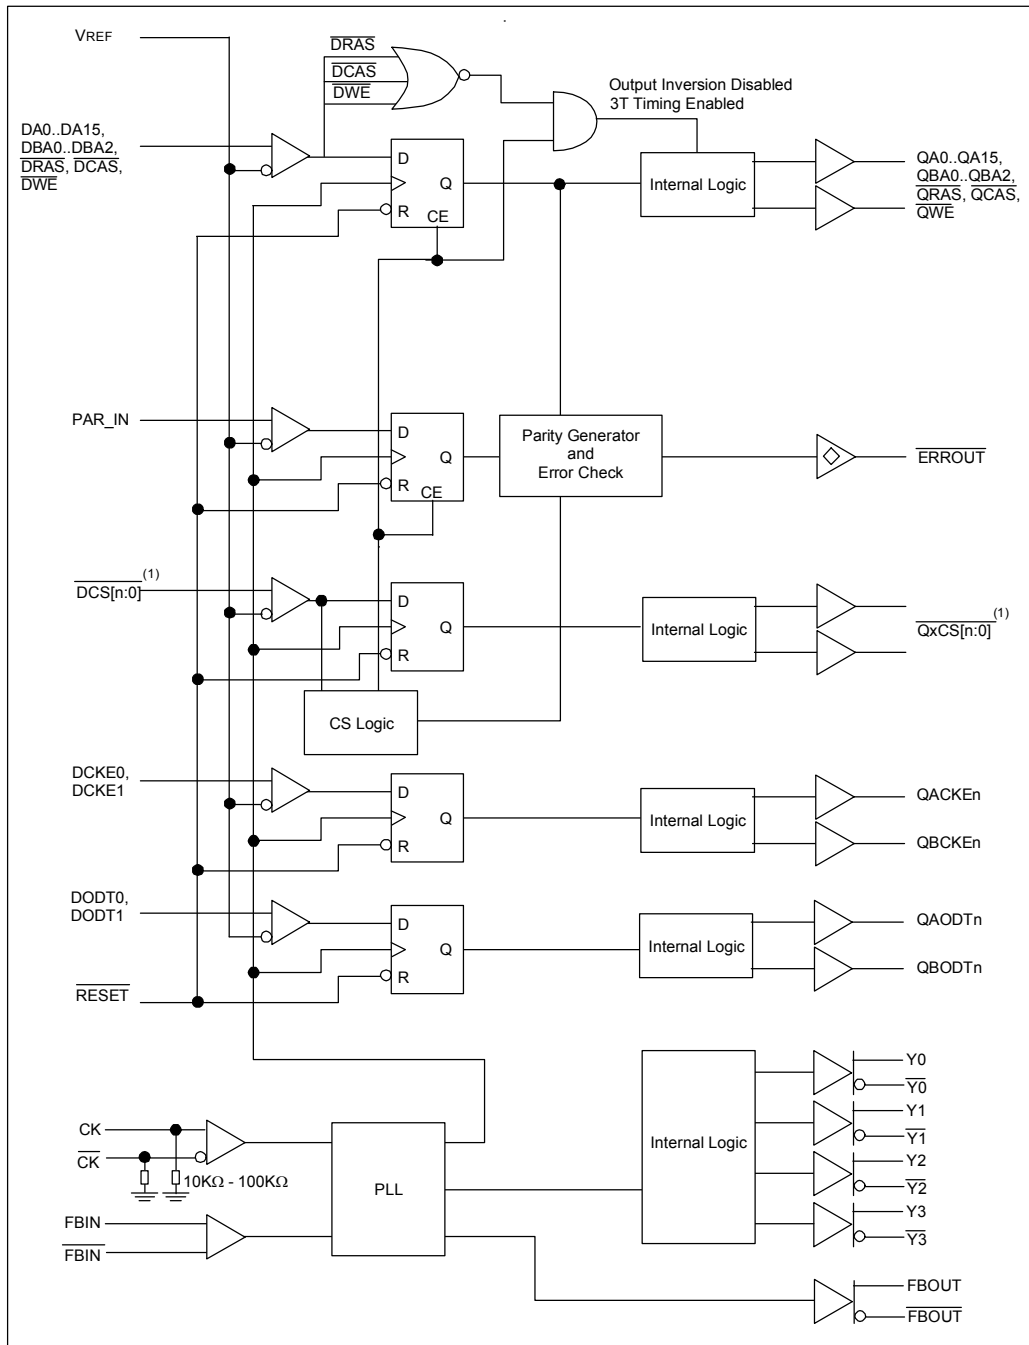 VREF
DRAS
DCAS
DWE
Output Inversion Disabled
3T Timing Enabled
DA0..DA15,
DBA0..DBA2,
DRAS, DCAS,
DWE
D
Q
R
CE
Internal Logic
QA0..QA15,
QBA0..QBA2,
QRAS, QCAS,
QWE
PAR_IN
D
Q
R
CE
Parity Generator
and
Error Check
ERROUT
DCS[n:0](1)
D
Q
R
Internal Logic
QxCS[n:0](1)
CS Logic
DCKE0,
DCKE1
D
Q
R
Internal Logic
QACKEn
QBCKEn
DODT0,
DODT1
D
Q
R
Internal Logic
QAODTn
QBODTn
RESET
CK
CK
10KΩ - 100KΩ
FBIN
FBIN
PLL
Internal Logic
Y0
Y0
Y1
Y1
Y2
Y2
Y3
Y3
FBOUT
FBOUT